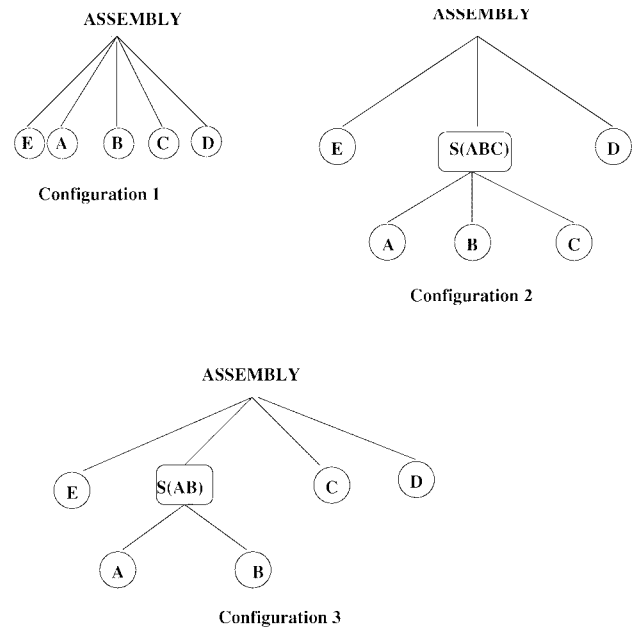 ASSEMBLY
E A B C D
Configuration 1
ASSEMBLY
E S(ABC) D
A B C
Configuration 2
ASSEMBLY
E S(AB) C D
A B
Configuration 3